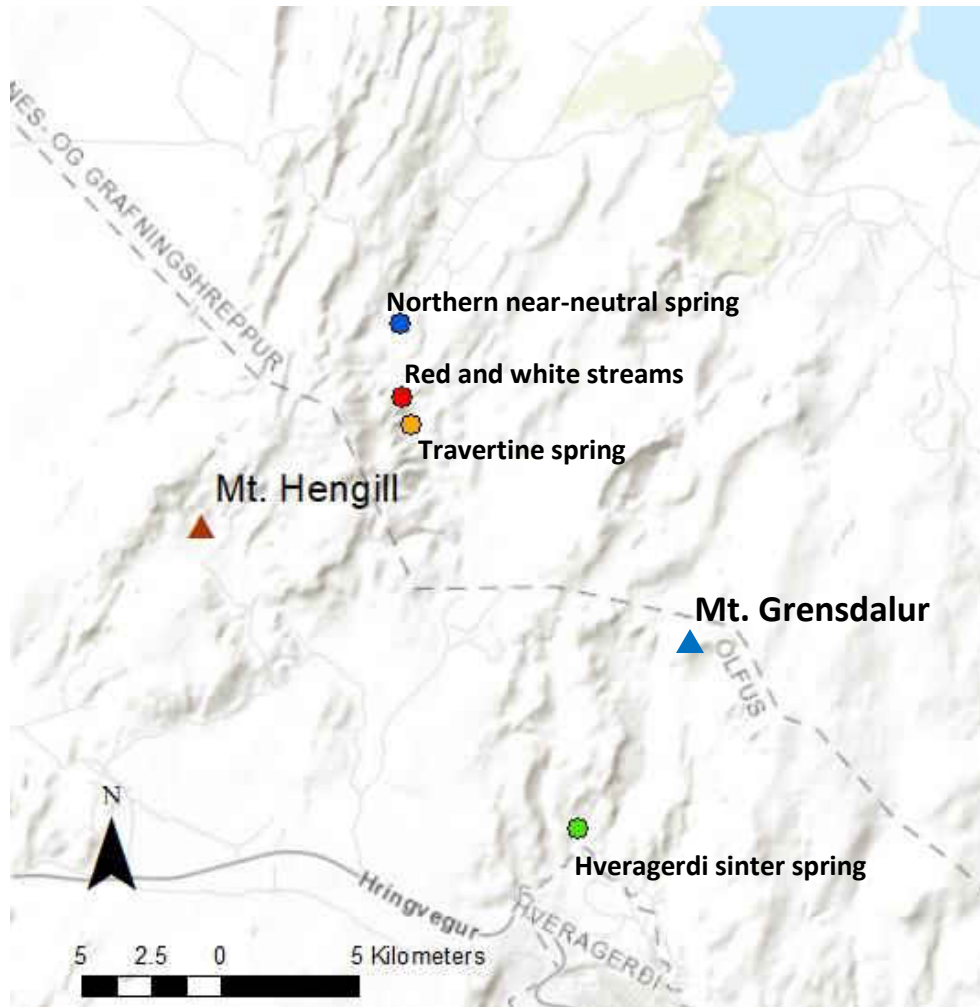 NES- OG GRAFNINGSHREPPUR
Northern near-neutral spring
Red and white streams
Travertine spring
Mt. Hengill
Mt. Grensdalur
ÖLFUS
Hveragerdi sinter spring
N
Hringvegur
HVERAGERÐI
5 2.5 0 5 Kilometers